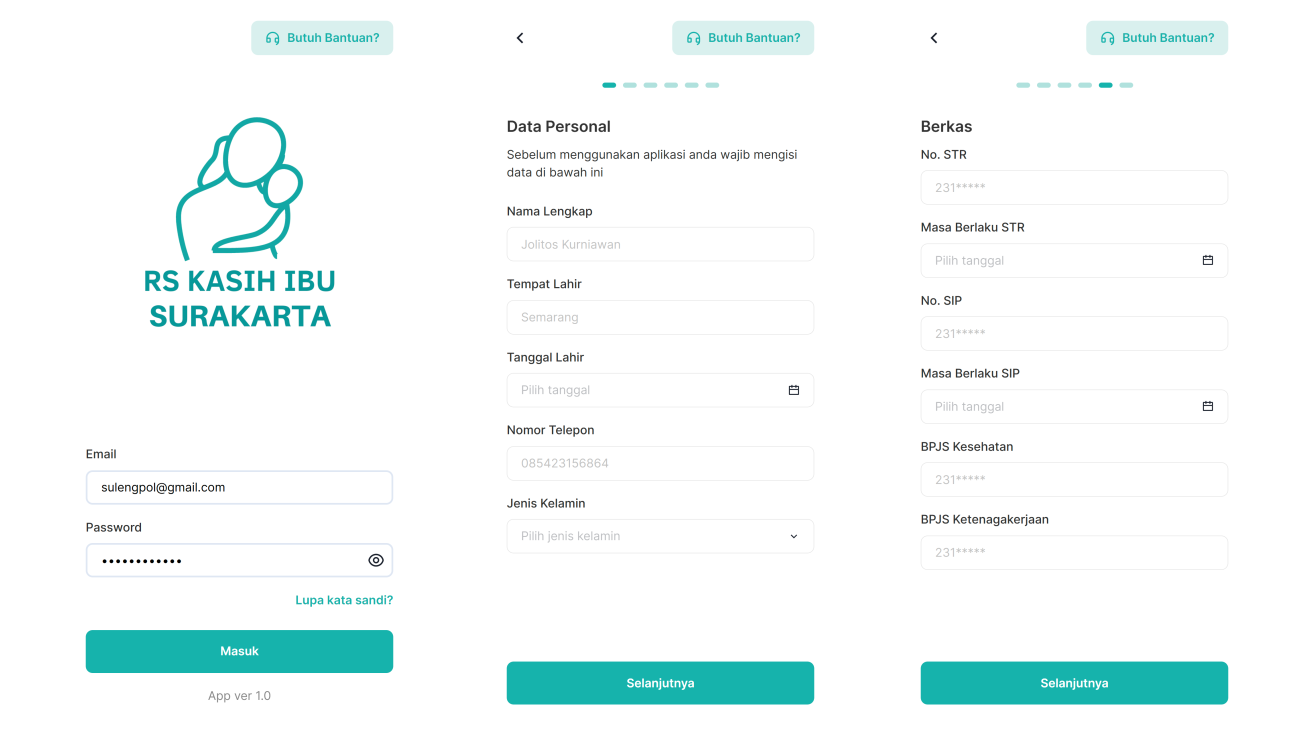 Butuh Bantuan?
RS KASIH IBU
SURAKARTA
Email
sulengpol@gmail.com
Password
••••••••••••
Lupa kata sandi?
Masuk
App ver 1.0
Butuh Bantuan?
Data Personal
Sebelum menggunakan aplikasi anda wajib mengisi
data di bawah ini
Nama Lengkap
Jolitos Kurniawan
Tempat Lahir
Semarang
Tanggal Lahir
Pilih tanggal
Nomor Telepon
085423156864
Jenis Kelamin
Pilih jenis kelamin
Selanjutnya
Butuh Bantuan?
Berkas
No. STR
231*****
Masa Berlaku STR
Pilih tanggal
No. SIP
231*****
Masa Berlaku SIP
Pilih tanggal
BPJS Kesehatan
231*****
BPJS Ketenagakerjaan
231*****
Selanjutnya